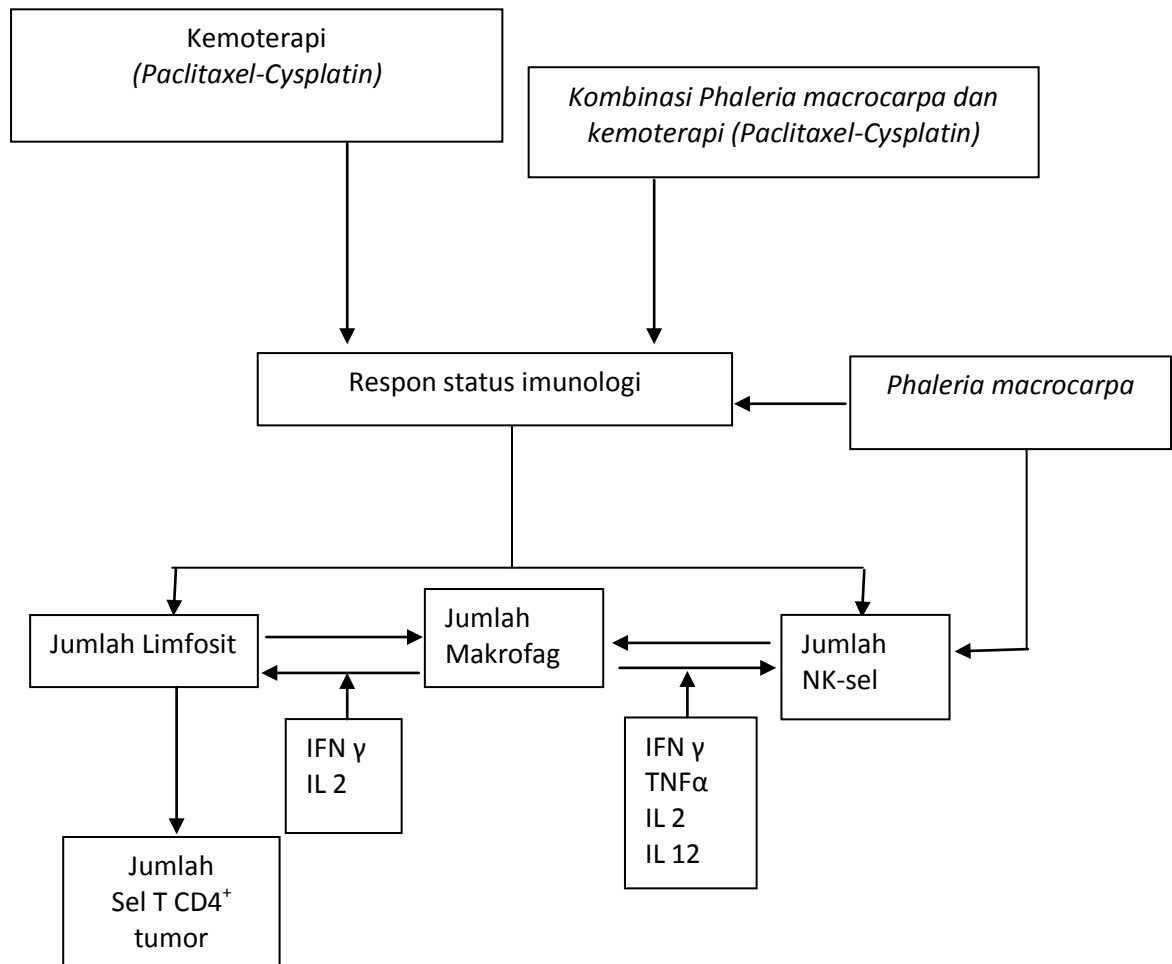 Kemoterapi
(Paclitaxel-Cysplatin)
Kombinasi Phaleria macrocarpa dan
kemoterapi (Paclitaxel-Cysplatin)
Respon status imunologi
Phaleria macrocarpa
Jumlah Limfosit
Jumlah
Makrofag
Jumlah
NK-sel
IFN γ
IL 2
IFN γ
TNFα
IL 2
IL 12
Jumlah
Sel T CD4⁺
tumor